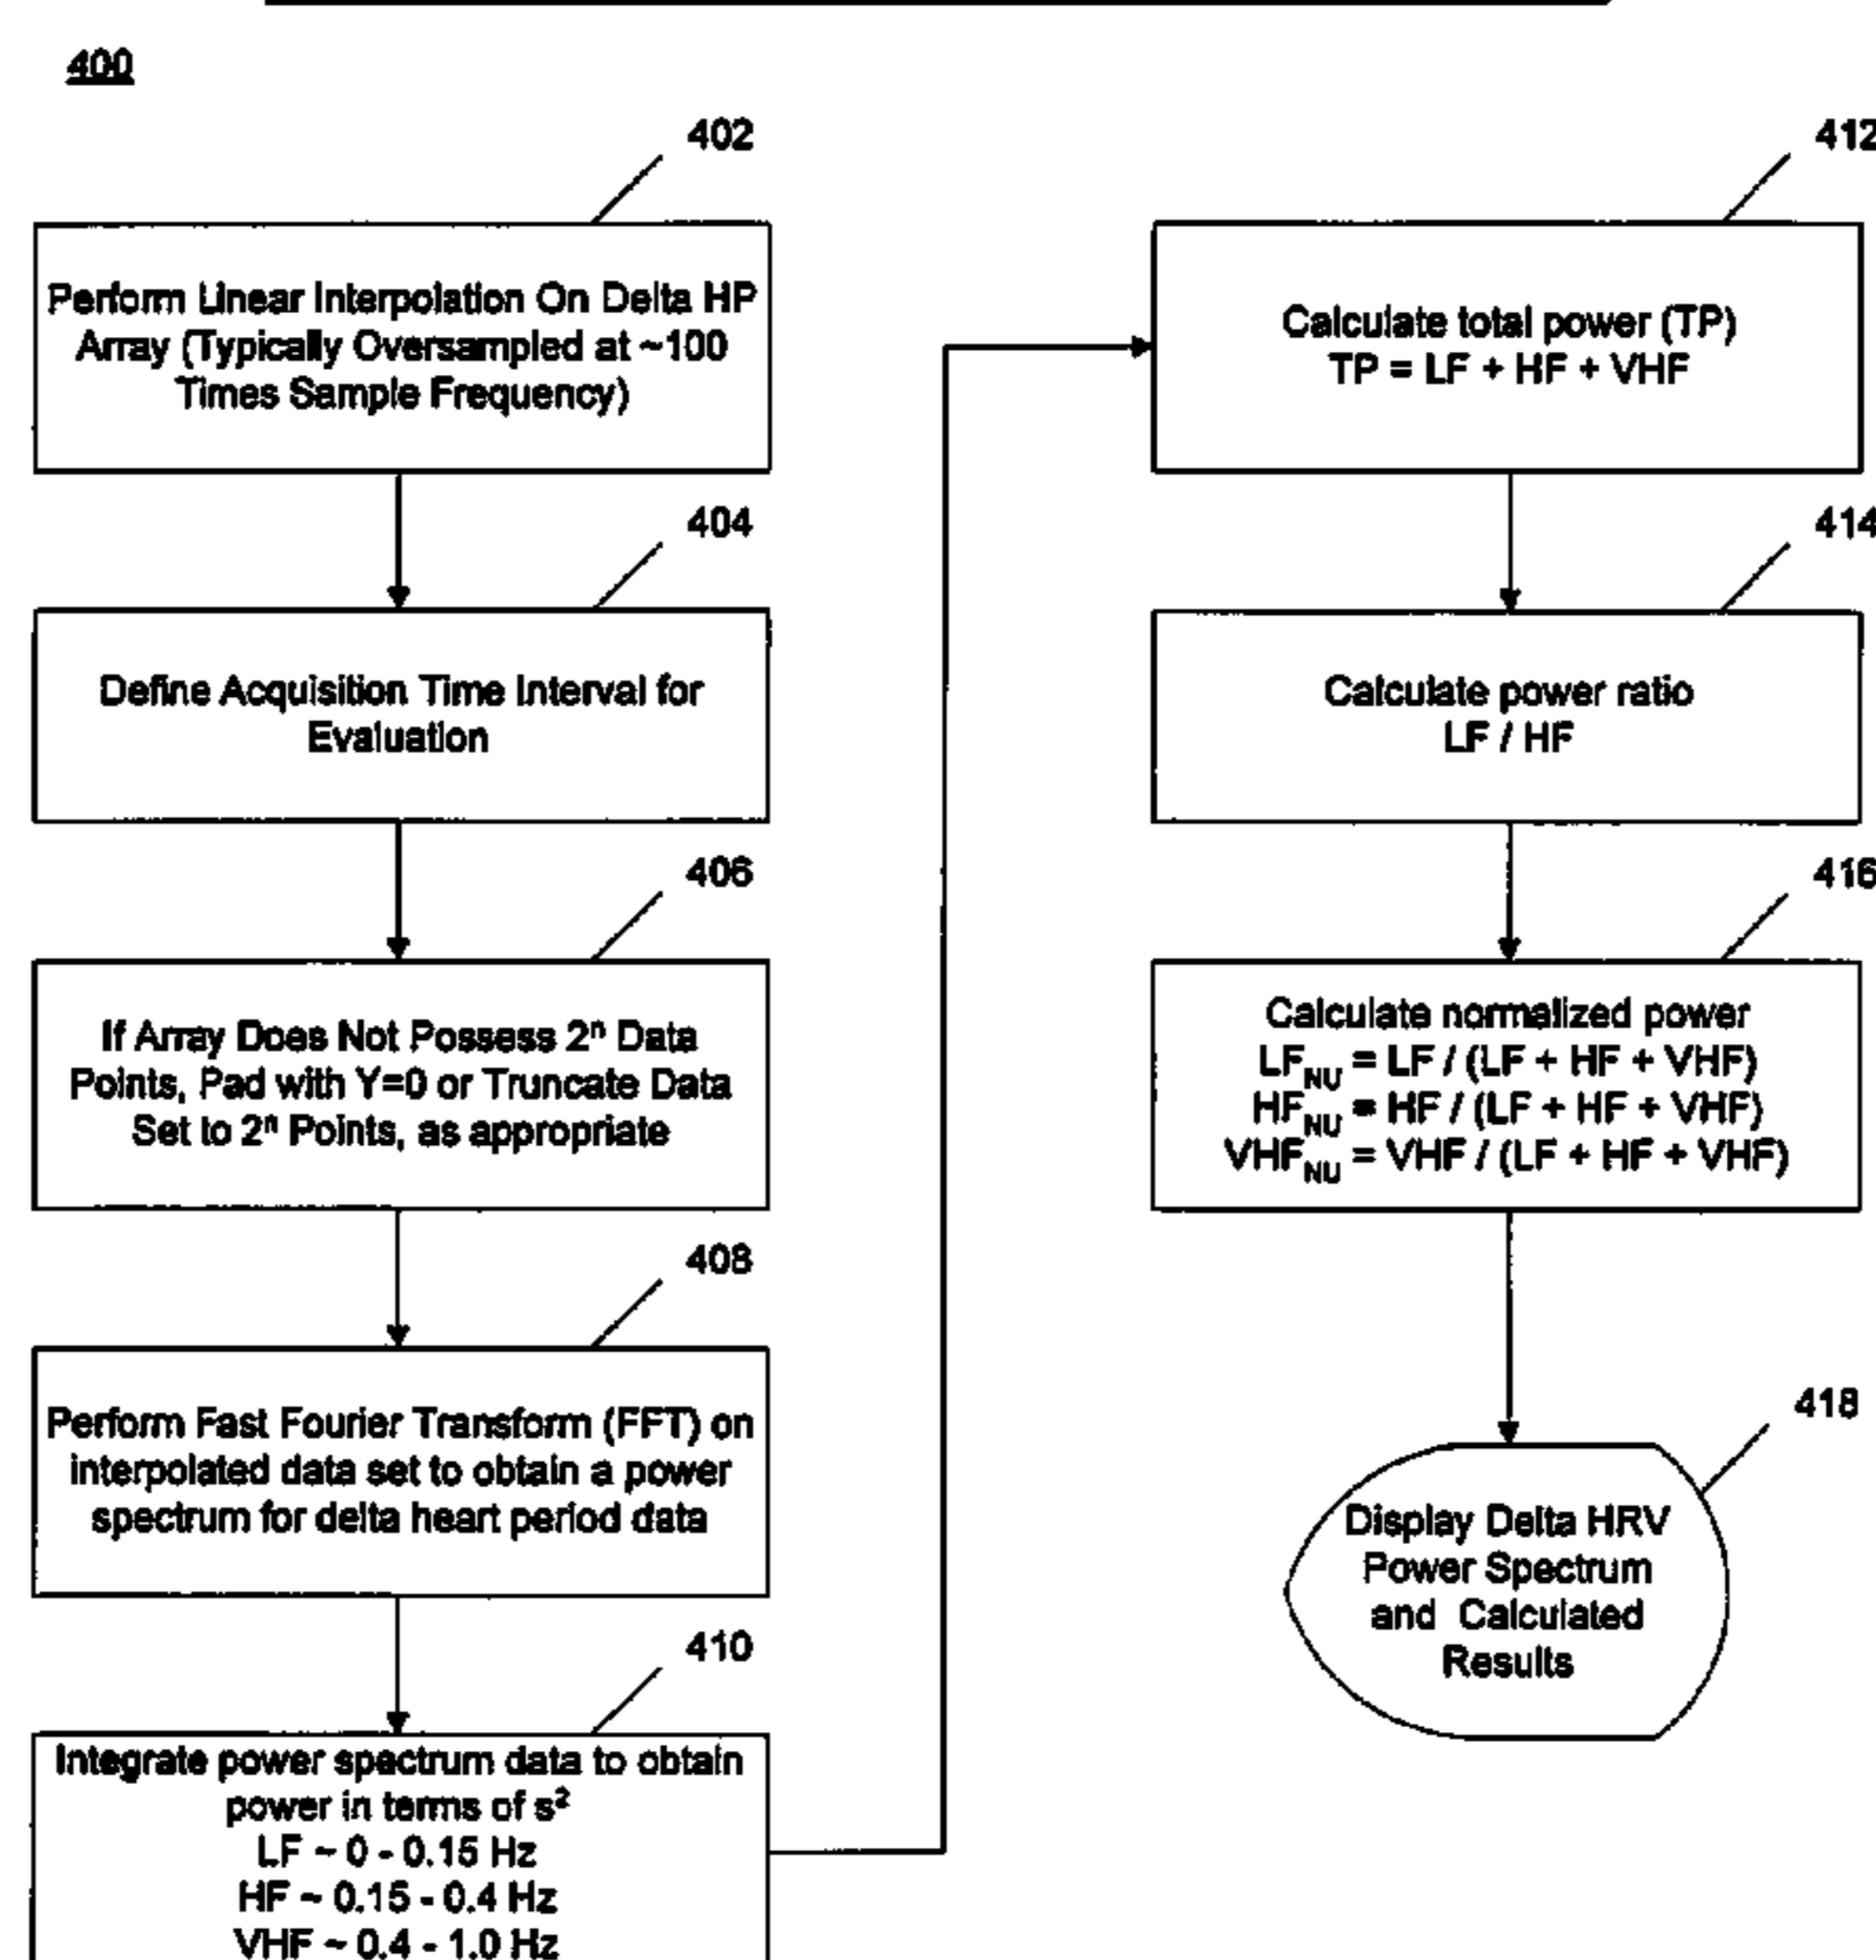 400
402
Perform Linear Interpolation On Delta HP
Array (Typically Oversampled at ~100
Times Sample Frequency)
404
Define Acquisition Time Interval for
Evaluation
406
If Array Does Not Possess 2ⁿ Data
Points, Pad with Y=0 or Truncate Data
Set to 2ⁿ Points, as appropriate
408
Perform Fast Fourier Transform (FFT) on
interpolated data set to obtain a power
spectrum for delta heart period data
410
Integrate power spectrum data to obtain
power in terms of s²
LF ~ 0 - 0.15 Hz
HF ~ 0.15 - 0.4 Hz
VHF ~ 0.4 - 1.0 Hz
412
Calculate total power (TP)
TP = LF + HF + VHF
414
Calculate power ratio
LF / HF
416
Calculate normalized power
LF_NU = LF / (LF + HF + VHF)
HF_NU = HF / (LF + HF + VHF)
VHF_NU = VHF / (LF + HF + VHF)
418
Display Delta HRV
Power Spectrum
and Calculated
Results